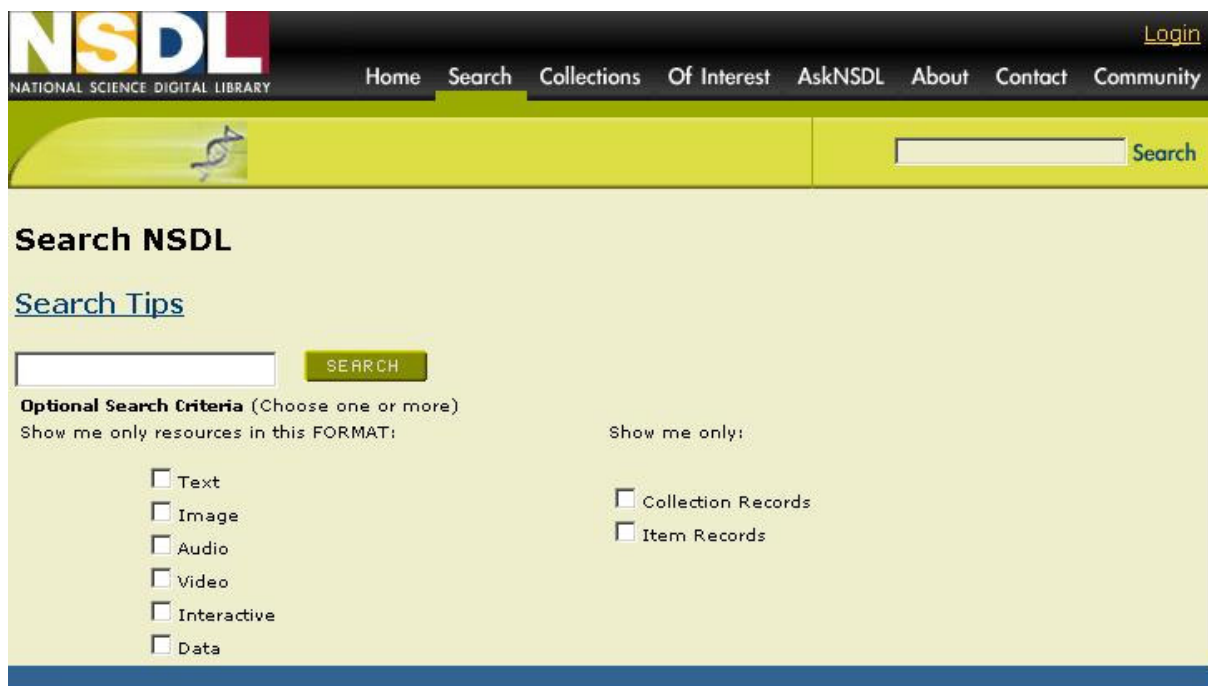 NSDL
NATIONAL SCIENCE DIGITAL LIBRARY
Login
Home Search Collections Of Interest AskNSDL About Contact Community
Search
Search NSDL
Search Tips
SEARCH
Optional Search Criteria (Choose one or more)
Show me only resources in this FORMAT:
Text
Image
Audio
Video
Interactive
Data
Show me only:
Collection Records
Item Records